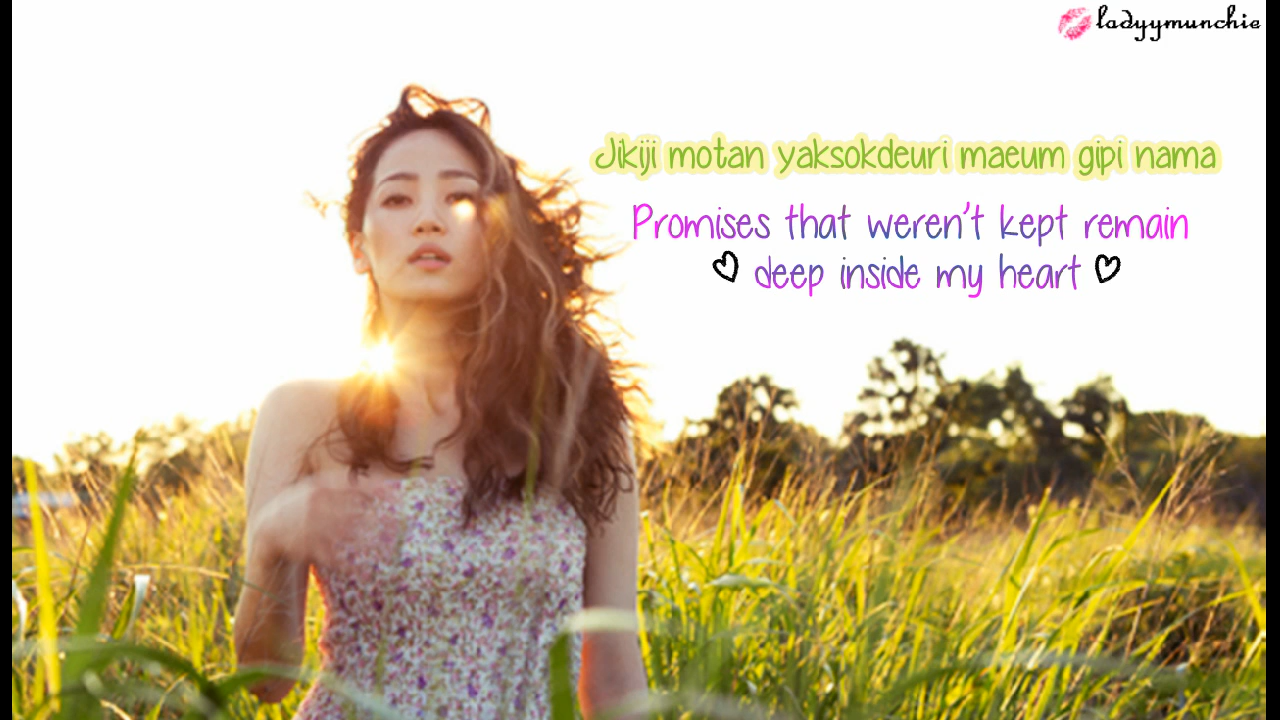 ladyymunchie
Jikiji motan yaksokdeuri maeum gipi nama
Promises that weren't kept remain
♡ deep inside my heart ♡